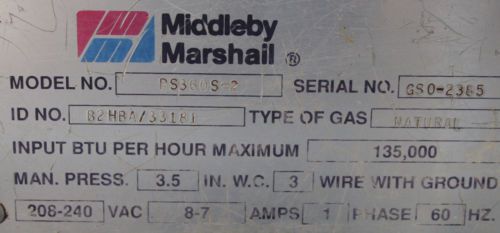 Middleby
Marshall ®
MODEL NO. PS360S-2 SERIAL NO. GS0-2385
ID NO. B2HBA/33181 TYPE OF GAS NATURAL
INPUT BTU PER HOUR MAXIMUM 135,000
MAN. PRESS. 3.5 IN. W.C. 3 WIRE WITH GROUND
208-240 VAC 8-7 AMPS 1 PHASE 60 HZ.